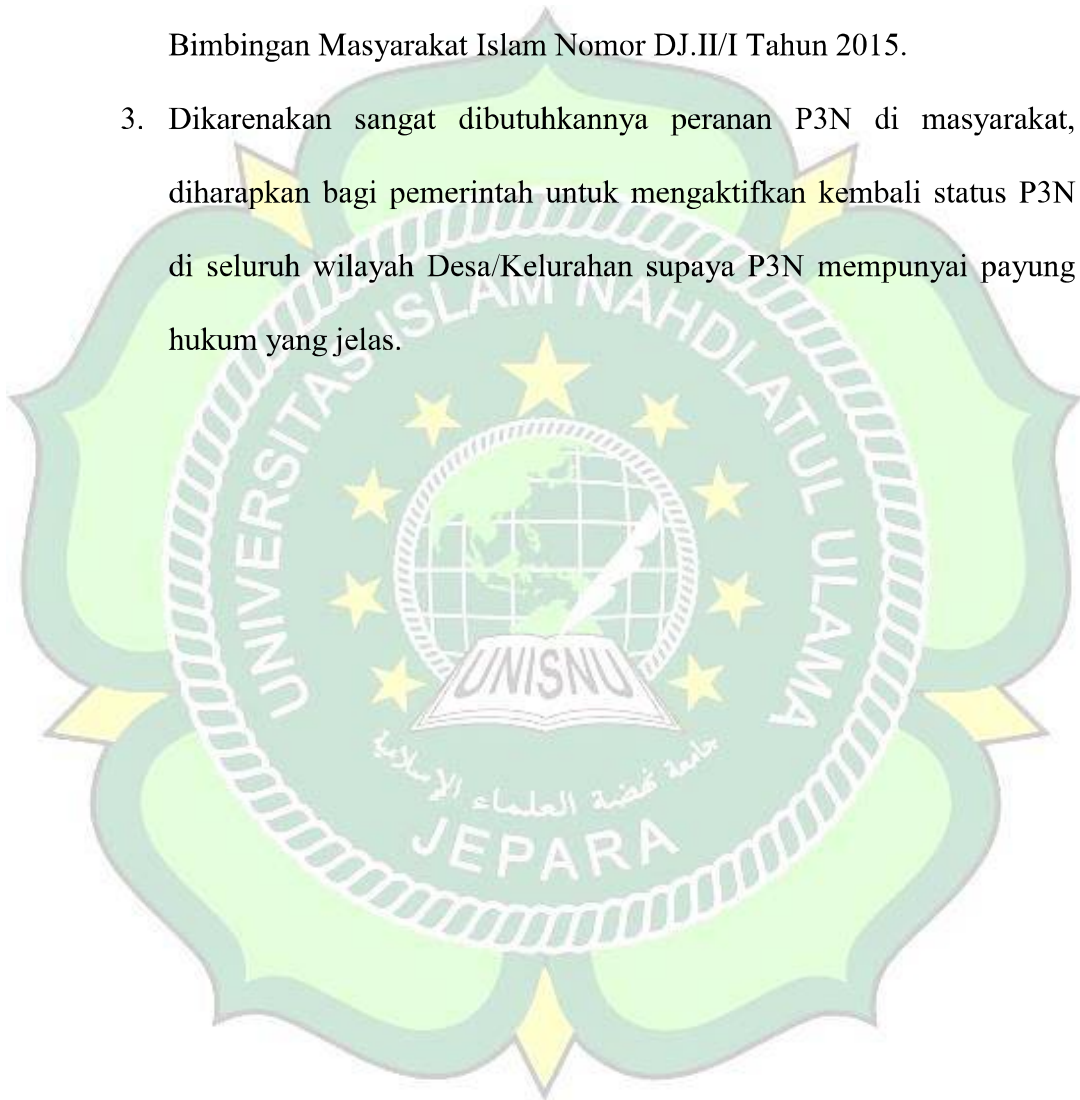 Bimbingan Masyarakat Islam Nomor DJ.II/I Tahun 2015.
3. Dikarenakan sangat dibutuhkannya peranan P3N di masyarakat,
diharapkan bagi pemerintah untuk mengaktifkan kembali status P3N
di seluruh wilayah Desa/Kelurahan supaya P3N mempunyai payung
hukum yang jelas.
UNIVERSITAS ISLAM NAHDLATUL ULAMA
UNISNU
جامعة نهضة العلماء الإسلامية
JEPARA